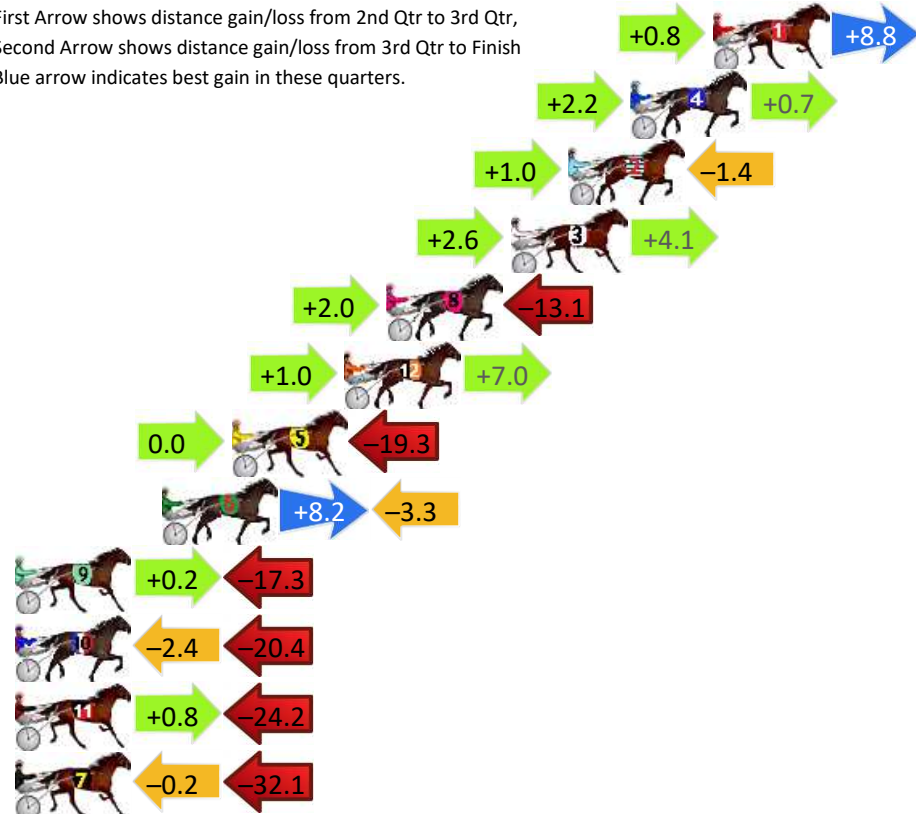 First Arrow shows distance gain/loss from 2nd Qtr to 3rd Qtr,
Second Arrow shows distance gain/loss from 3rd Qtr to Finish
Blue arrow indicates best gain in these quarters.
+0.8 1 +8.8
+2.2 4 +0.7
+1.0 2 –1.4
+2.6 3 +4.1
+2.0 8 –13.1
+1.0 12 +7.0
0.0 5 –19.3
6 +8.2 –3.3
9 +0.2 –17.3
10 –2.4 –20.4
11 +0.8 –24.2
7 –0.2 –32.1